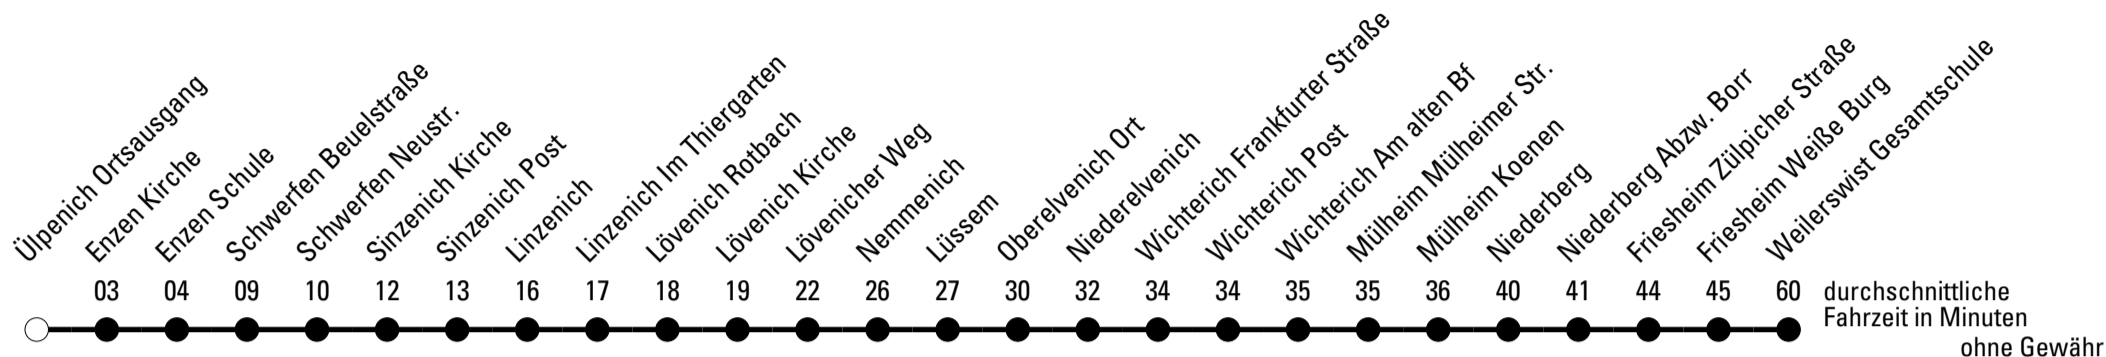 Ülpenich Ortsausgang
Enzen Kirche
Enzen Schule
Schwerfen Beuelstraße
Schwerfen Neustr.
Sinzenich Kirche
Sinzenich Post
Linzenich
Linzenich Im Thiergarten
Lövenich Rotbach
Lövenich Kirche
Lövenicher Weg
Nemmenich
Lüssem
Oberelvenich Ort
Niederelvenich
Wichterich Frankfurter Straße
Wichterich Post
Wichterich Am alten Bf
Mülheim Mülheimer Str.
Mülheim Koenen
Niederberg
Niederberg Abzw. Borr
Friesheim Zülpicher Straße
Friesheim Weiße Burg
Weilerswist Gesamtschule
03 04 09 10 12 13 16 17 18 19 22 26 27 30 32 34 34 35 35 36 40 41 44 45 60 durchschnittliche
Fahrzeit in Minuten
ohne Gewähr